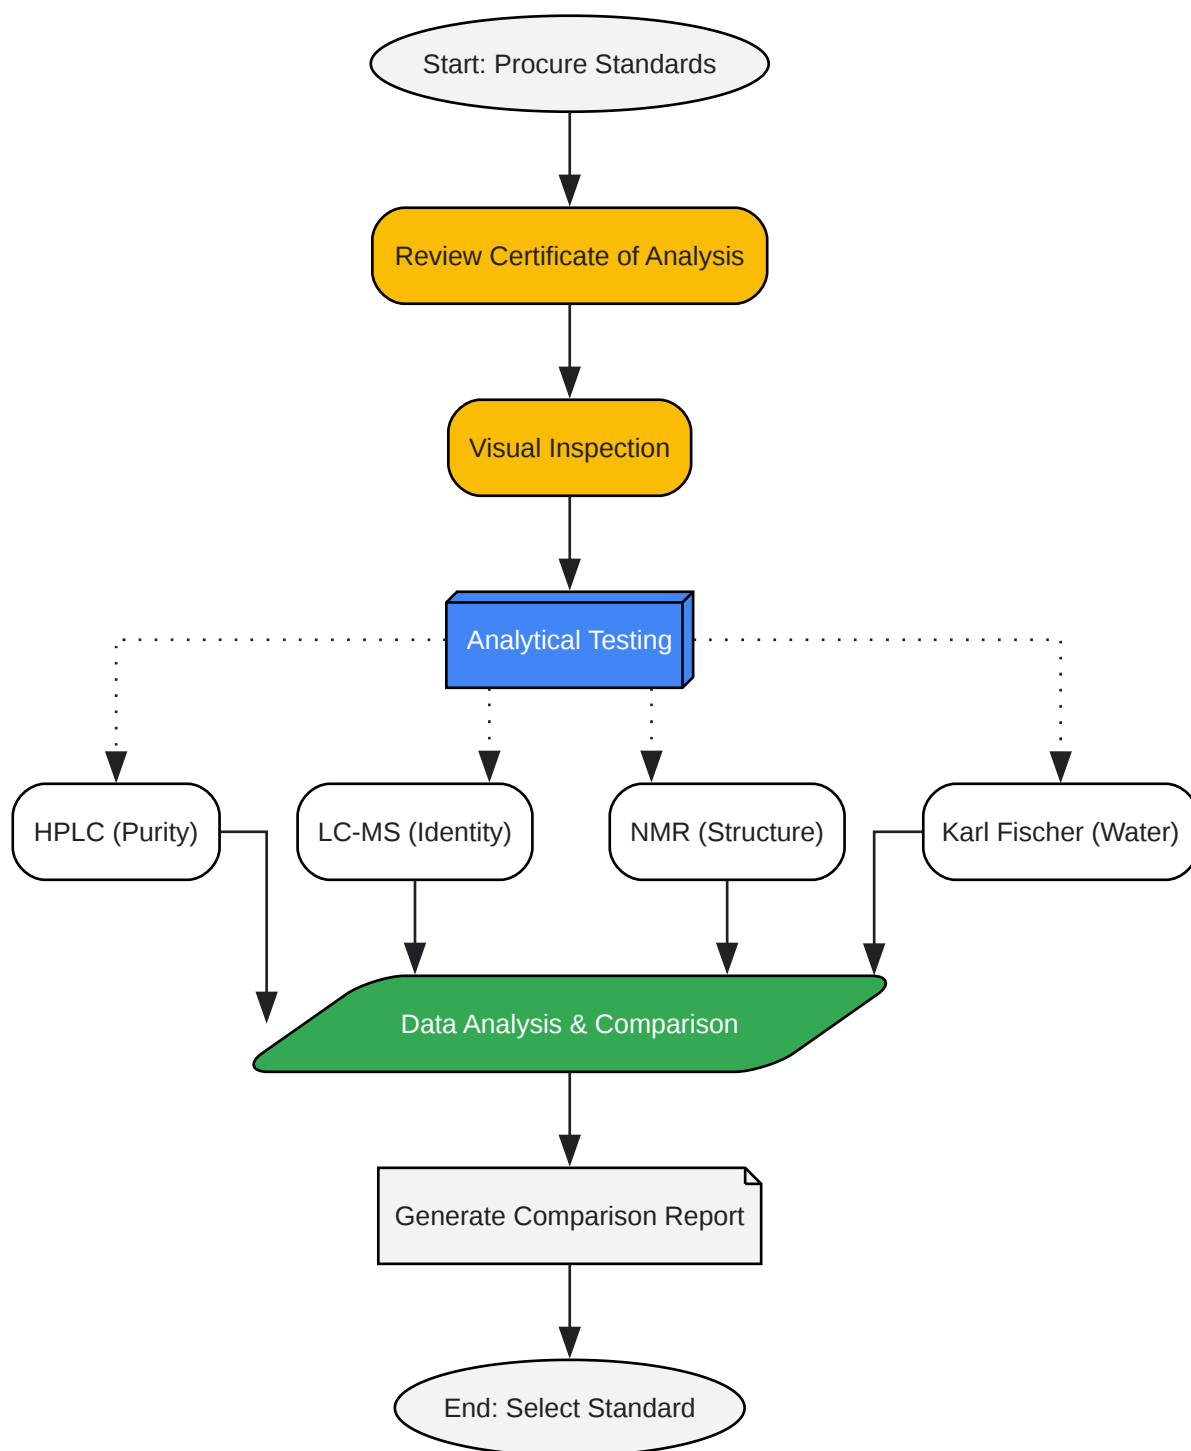 Start: Procure Standards
Review Certificate of Analysis
Visual Inspection
Analytical Testing
HPLC (Purity)
LC-MS (Identity)
NMR (Structure)
Karl Fischer (Water)
Data Analysis & Comparison
Generate Comparison Report
End: Select Standard